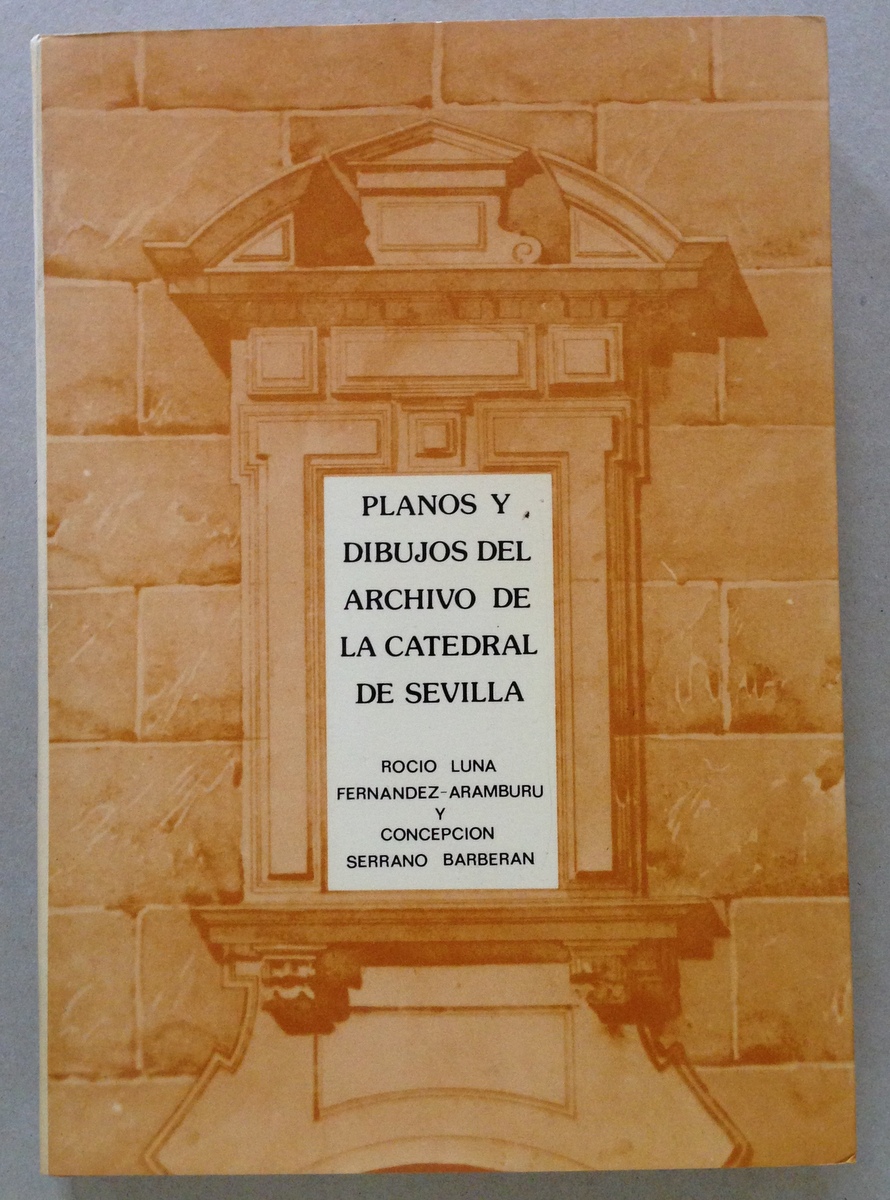 PLANOS Y
DIBUJOS DEL
ARCHIVO DE
LA CATEDRAL
DE SEVILLA
ROCIO LUNA
FERNANDEZ-ARAMBURU
Y
CONCEPCION
SERRANO BARBERAN